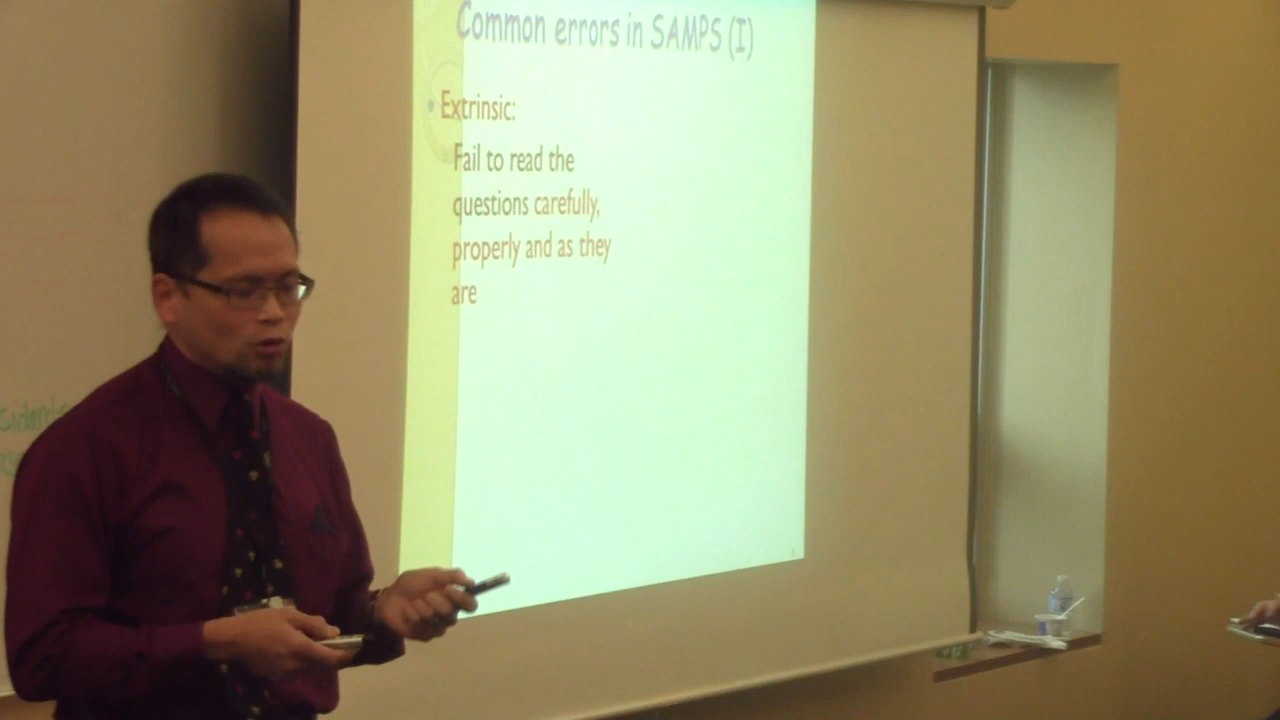 Common errors in SAMPS (I)
Extrinsic:
Fail to read the
questions carefully,
properly and as they
are